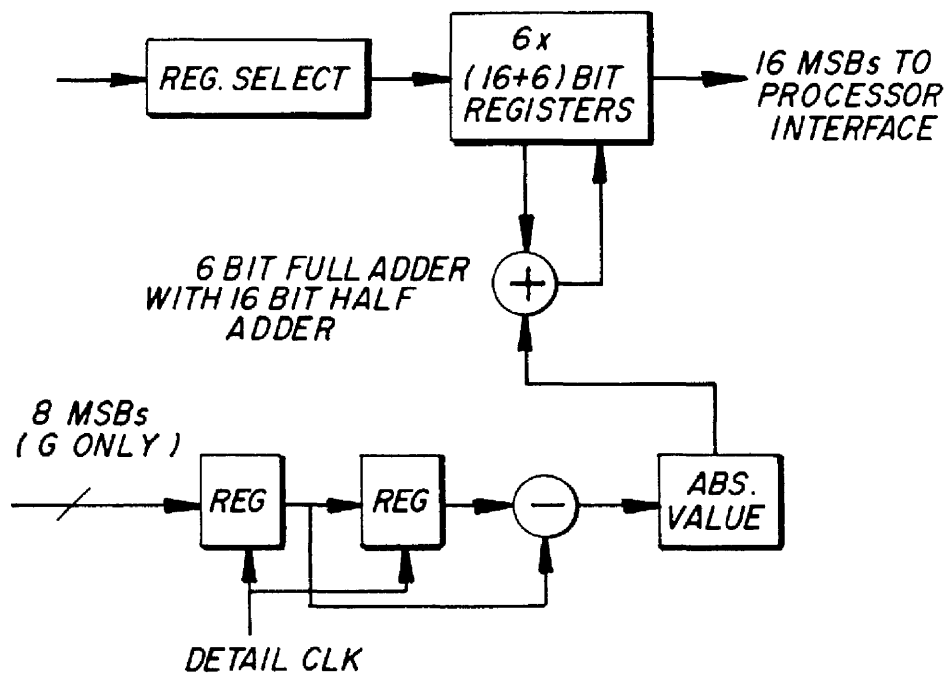 REG. SELECT
6x
(16+6) BIT
REGISTERS
16 MSBs TO
PROCESSOR
INTERFACE
6 BIT FULL ADDER
WITH 16 BIT HALF
ADDER
+
8 MSBs
( G ONLY )
REG
REG
−
ABS.
VALUE
DETAIL CLK